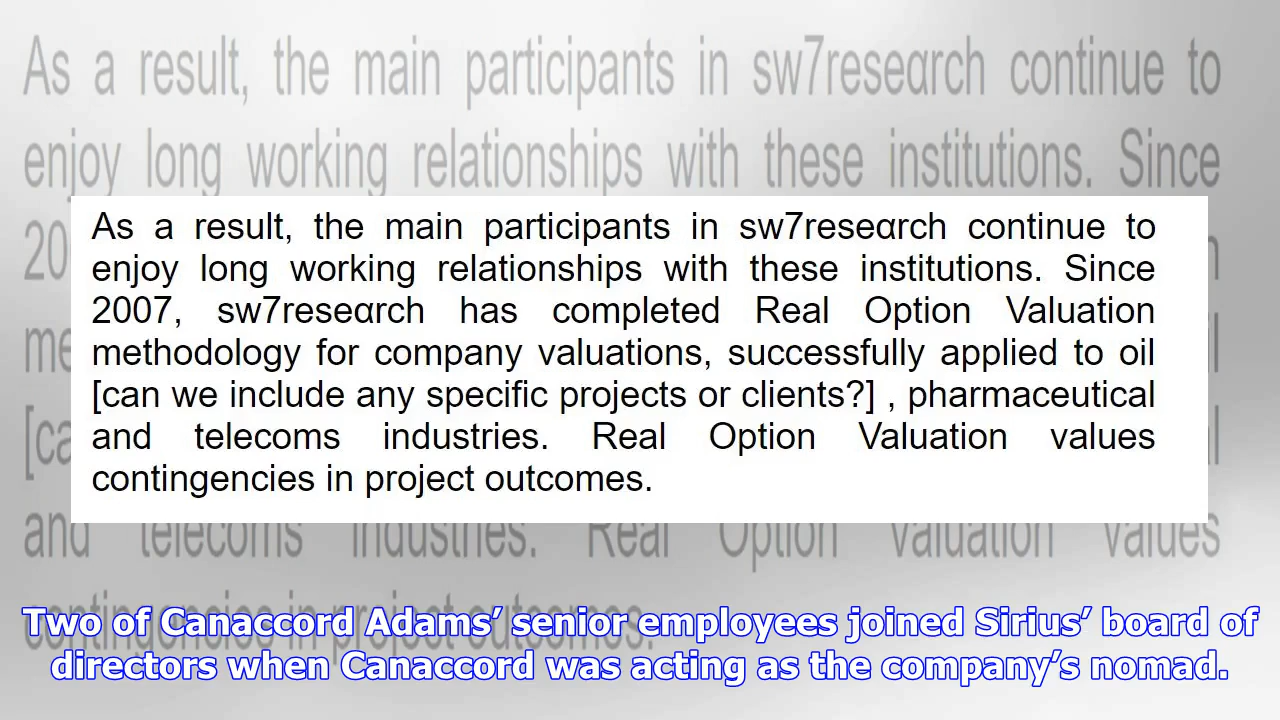 As a result, the main participants in sw7reseαrch continue to
enjoy long working relationships with these institutions. Since
2007, sw7reseαrch has completed Real Option Valuation
methodology for company valuations, successfully applied to oil
[can we include any specific projects or clients?] , pharmaceutical
and telecoms industries. Real Option Valuation values
contingencies in project outcomes.
Two of Canaccord Adams’ senior employees joined Sirius’ board of
directors when Canaccord was acting as the company’s nomad.